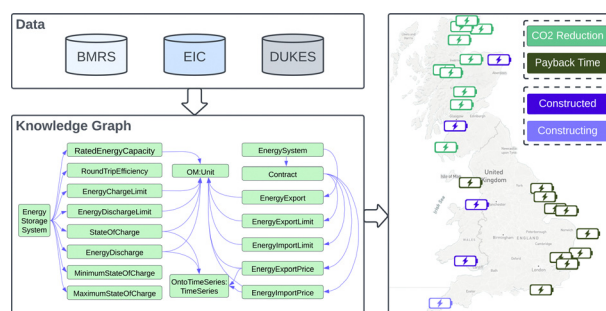 Data
BMRS
EIC
DUKES
Knowledge Graph
RatedEnergyCapacity
RoundTripEfficiency
EnergyChargeLimit
EnergyDischargeLimit
StateOfCharge
EnergyDischarge
MinimumStateOfCharge
MaximumStateOfCharge
Energy
Storage
System
OM:Unit
OntoTimeSeries:
TimeSeries
EnergySystem
Contract
EnergyExport
EnergyExportLimit
EnergyImportLimit
EnergyExportPrice
EnergyImportPrice
CO2 Reduction
Payback Time
Constructed
Constructing
United
Kingdom
Isle of Man
ENGLAND